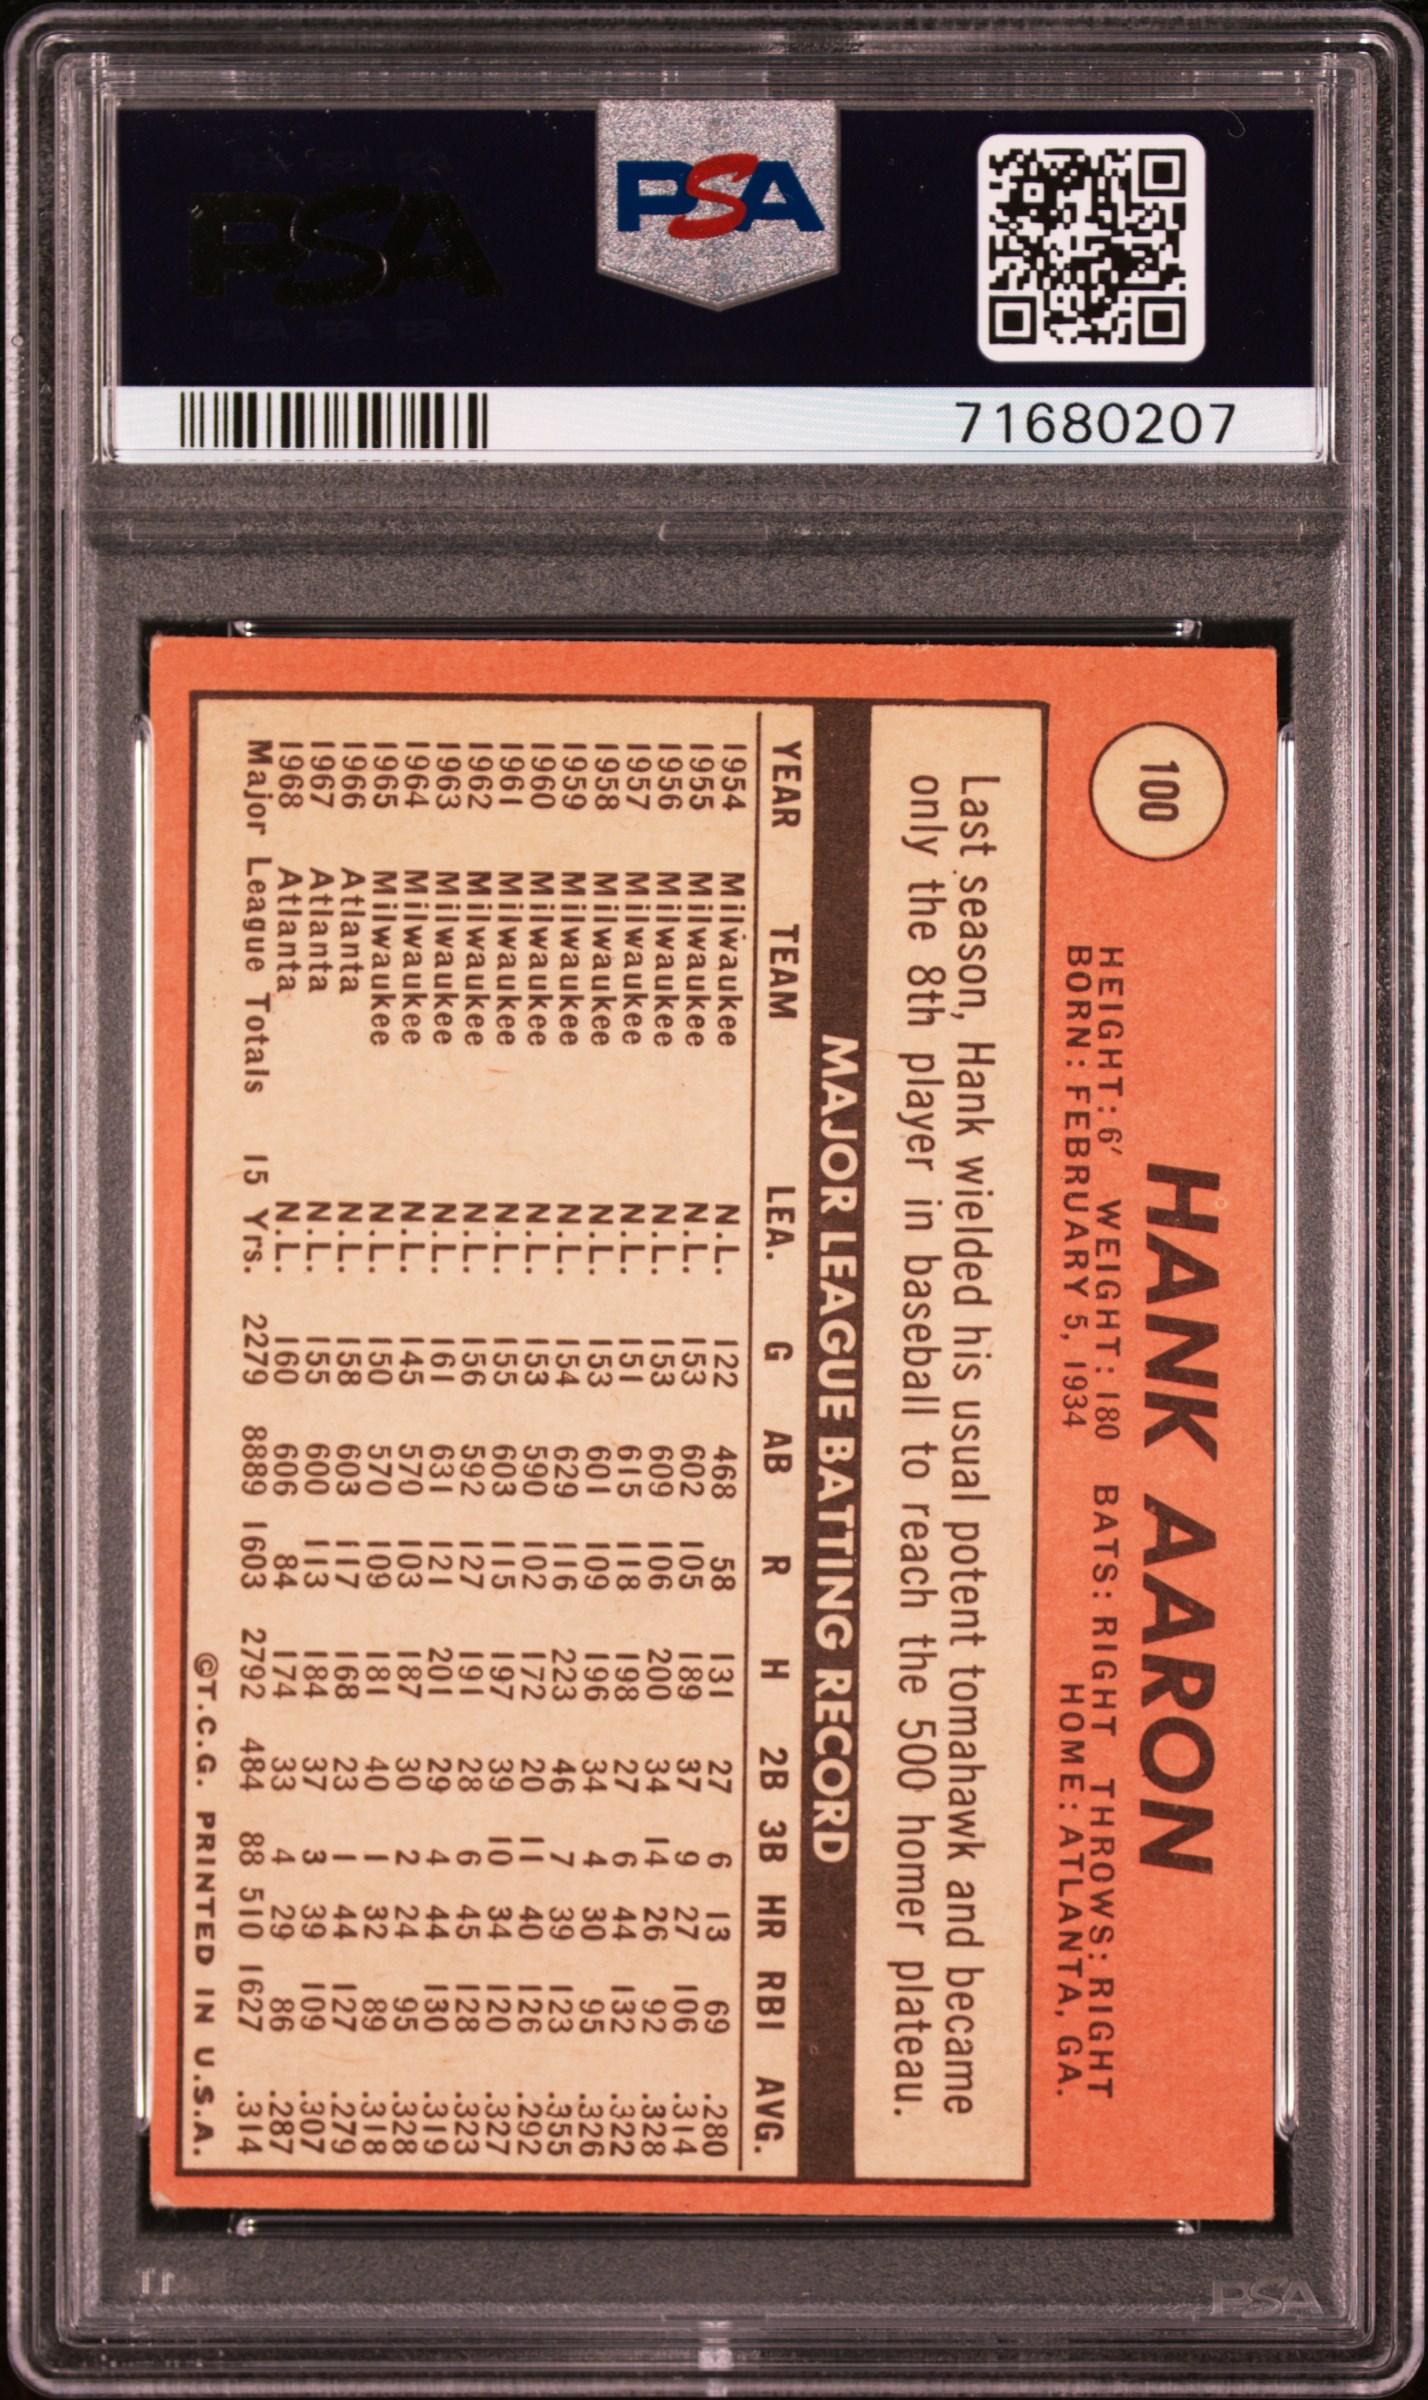 PSA
PSA
71680207
100
HANK AARON
HEIGHT: 6' WEIGHT: 180 BATS: RIGHT THROWS: RIGHT
BORN: FEBRUARY 5, 1934 HOME: ATLANTA, GA.
Last season, Hank wielded his usual potent tomahawk and became
only the 8th player in baseball to reach the 500 homer plateau.
MAJOR LEAGUE BATTING RECORD
YEAR TEAM LEA. G AB R H 2B 3B HR RBI AVG.
1954 Milwaukee N.L. 122 468 58 131 27 6 13 69 .280
1955 Milwaukee N.L. 153 602 105 189 37 9 27 106 .314
1956 Milwaukee N.L. 153 609 106 200 34 14 26 92 .328
1957 Milwaukee N.L. 151 615 118 198 27 6 44 132 .322
1958 Milwaukee N.L. 153 601 109 196 34 4 30 95 .326
1959 Milwaukee N.L. 154 629 116 223 46 7 39 123 .355
1960 Milwaukee N.L. 153 590 102 172 20 11 40 126 .292
1961 Milwaukee N.L. 155 603 115 197 39 10 34 120 .327
1962 Milwaukee N.L. 156 592 127 191 28 6 45 128 .323
1963 Milwaukee N.L. 161 631 121 201 29 4 44 130 .319
1964 Milwaukee N.L. 145 570 103 187 30 2 24 95 .328
1965 Milwaukee N.L. 150 570 109 181 40 1 32 89 .318
1966 Atlanta N.L. 158 603 117 168 23 1 44 127 .279
1967 Atlanta N.L. 155 600 113 184 37 3 39 109 .307
1968 Atlanta N.L. 160 606 84 174 33 4 29 86 .287
Major League Totals 15 Yrs. 2279 8889 1603 2792 484 88 510 1627 .314
©T.C.G. PRINTED IN U.S.A.
PSA